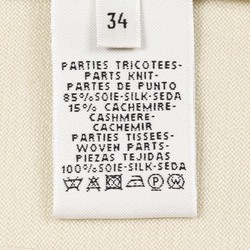 34
PARTIES TRICOTEES-
PARTS KNIT-
PARTES DE PUNTO
85%SOIE-SILK-SEDA
15% CACHEMIRE-
CASHMERE-
CACHEMIR
PARTIES TISSEES-
WOVEN PARTS-
PIEZAS TEJIDAS
100%SOIE-SILK-SEDA
P